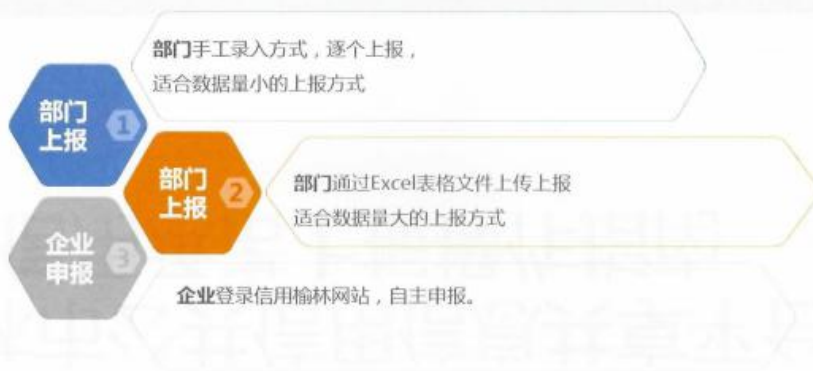 部门手工录入方式，逐个上报，
适合数据量小的上报方式
部门
上报
1
部门
上报
2
部门通过Excel表格文件上传上报
适合数据量大的上报方式
企业
申报
3
企业登录信用榆林网站，自主申报。